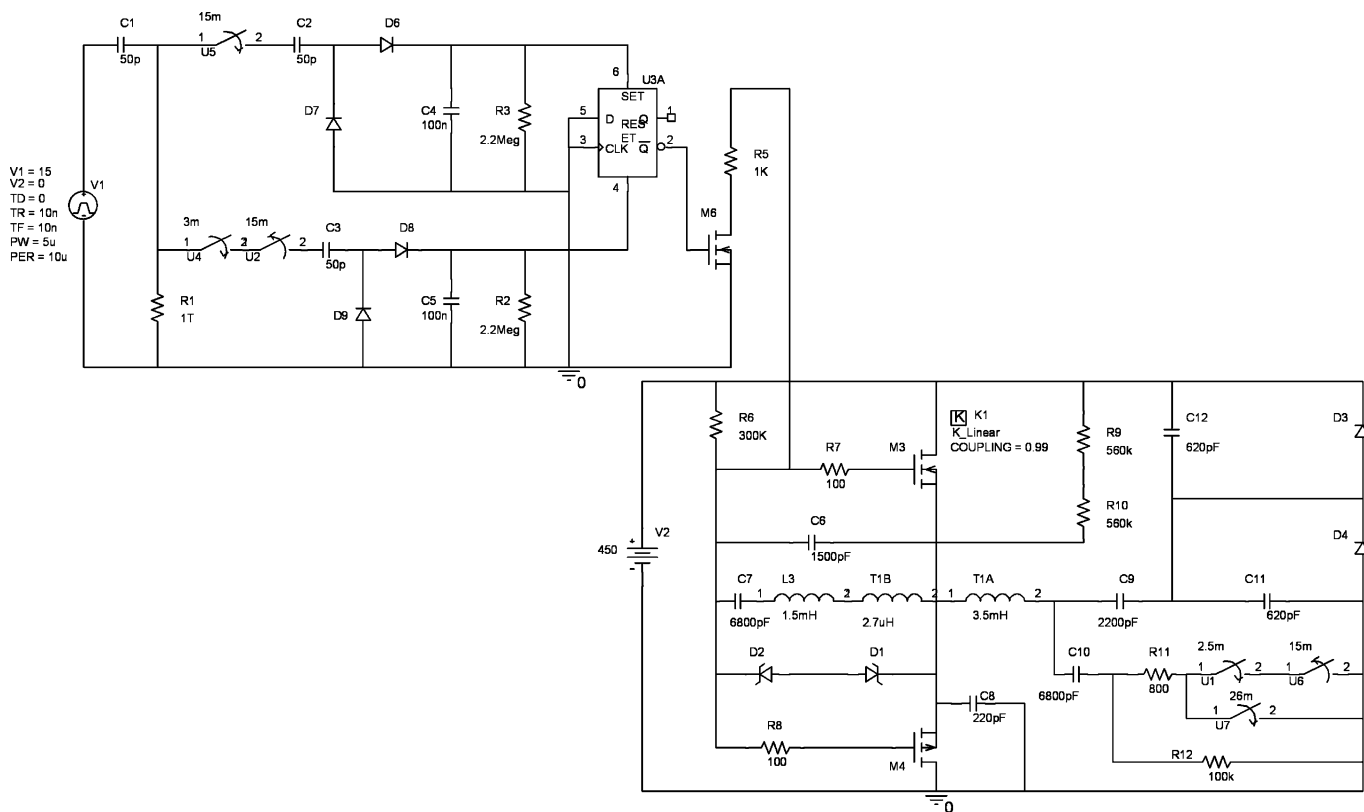 C1
50p
15m
1 2
U5
C2
50p
D6
6
U3A
SET
5 D Q 1
RES
ET
3 CLK Q 2
4
D7
C4
100n
R3
2.2Meg
R5
1K
M6
V1 = 15
V2 = 0
TD = 0
TR = 10n
TF = 10n
PW = 5u
PER = 10u
V1
3m
1 2
U4
15m
1 2
U2
C3
50p
D8
R1
1T
D9
C5
100n
R2
2.2Meg
0
R6
300K
R7
100
M3
K K1
K_Linear
COUPLING = 0.99
R9
560k
C12
620pF
D3
R10
560k
D4
C6
1500pF
V2
450
+
-
C7
6800pF
L3
1 2
1.5mH
T1B
1 2
2.7uH
T1A
1 2
3.5mH
C9
2200pF
C11
620pF
D2
D1
C10
6800pF
R11
800
2.5m
1 2
U1
15m
1 2
U6
26m
1 2
U7
C8
220pF
R8
100
M4
R12
100k
0